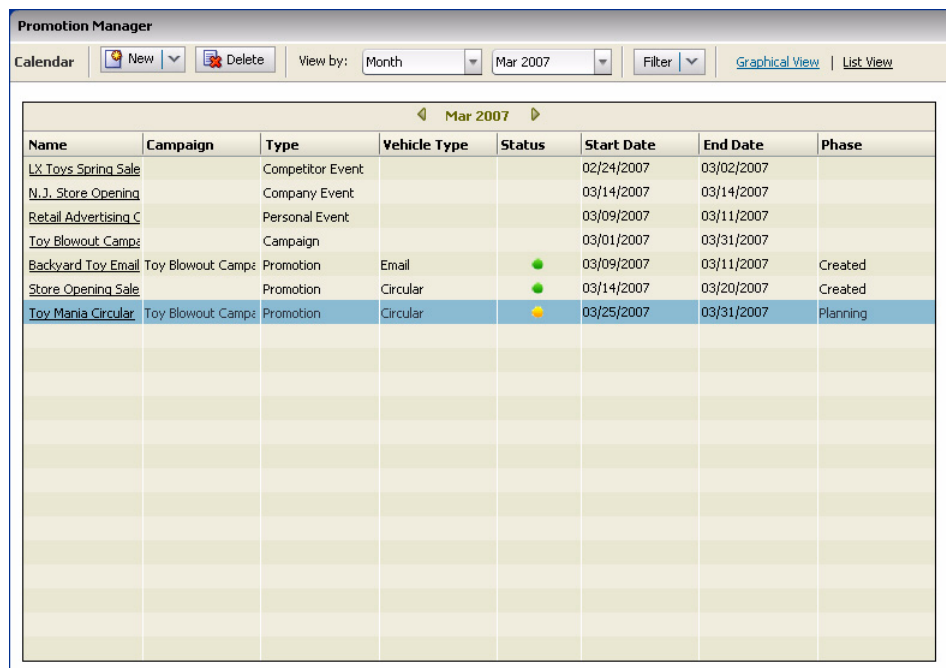 Promotion Manager
Calendar New Delete View by: Month Mar 2007 Filter Graphical View | List View
Mar 2007
Name Campaign Type Vehicle Type Status Start Date End Date Phase
LX Toys Spring Sale Competitor Event 02/24/2007 03/02/2007
N.J. Store Opening Company Event 03/14/2007 03/14/2007
Retail Advertising C Personal Event 03/09/2007 03/11/2007
Toy Blowout Campa Campaign 03/01/2007 03/31/2007
Backyard Toy Email Toy Blowout Campa Promotion Email 03/09/2007 03/11/2007 Created
Store Opening Sale Promotion Circular 03/14/2007 03/20/2007 Created
Toy Mania Circular Toy Blowout Campa Promotion Circular 03/25/2007 03/31/2007 Planning